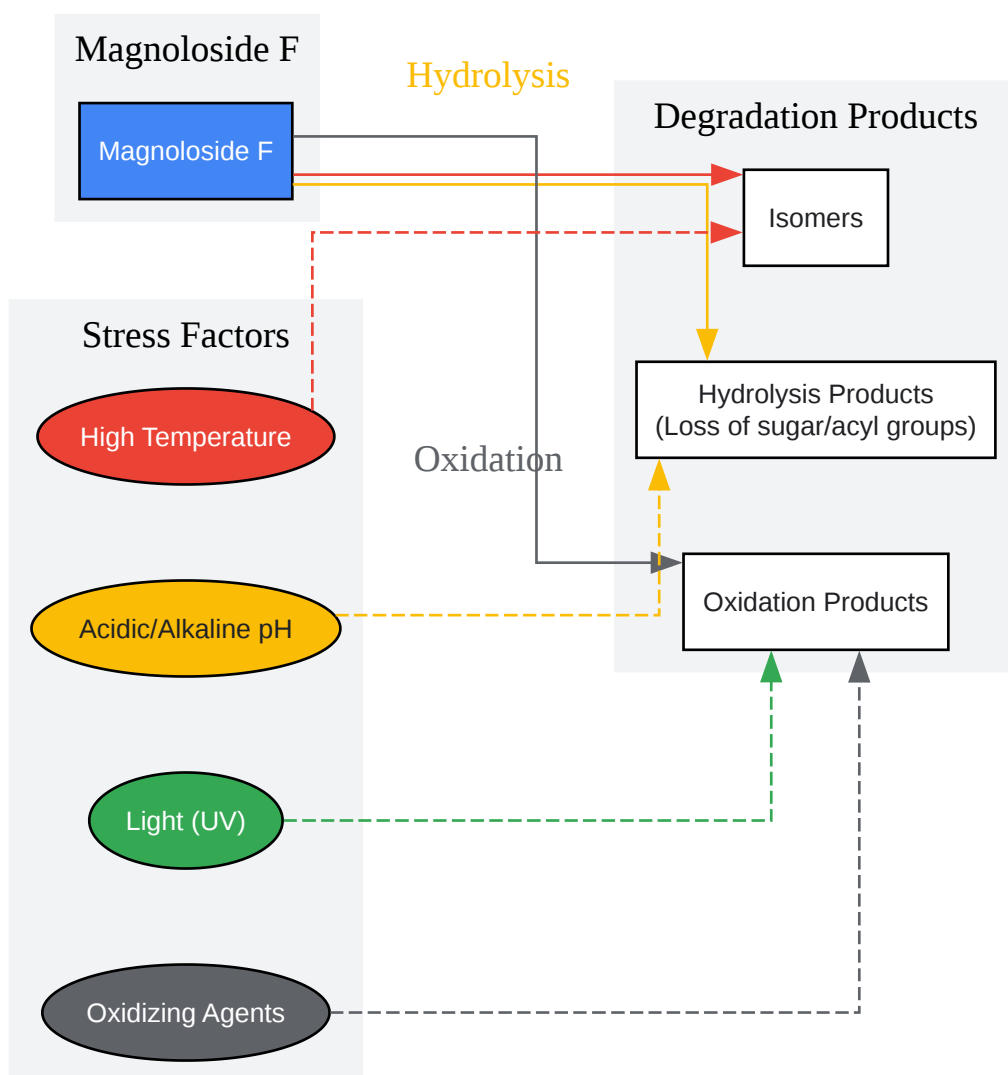 Magnoloside F
Magnoloside F
Hydrolysis
Degradation Products
Isomers
Stress Factors
High Temperature
Hydrolysis Products
(Loss of sugar/acyl groups)
Oxidation
Acidic/Alkaline pH
Oxidation Products
Light (UV)
Oxidizing Agents